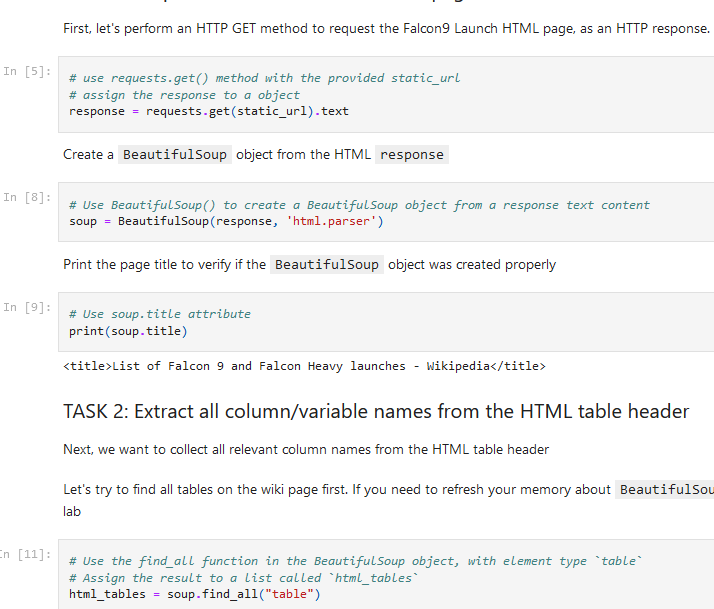 First, let's perform an HTTP GET method to request the Falcon9 Launch HTML page, as an HTTP response.
In [5]:
# use requests.get() method with the provided static_url
# assign the response to a object
response = requests.get(static_url).text
Create a BeautifulSoup object from the HTML response
In [8]:
# Use BeautifulSoup() to create a BeautifulSoup object from a response text content
soup = BeautifulSoup(response, 'html.parser')
Print the page title to verify if the BeautifulSoup object was created properly
In [9]:
# Use soup.title attribute
print(soup.title)
<title>List of Falcon 9 and Falcon Heavy launches - Wikipedia</title>
TASK 2: Extract all column/variable names from the HTML table header
Next, we want to collect all relevant column names from the HTML table header
Let's try to find all tables on the wiki page first. If you need to refresh your memory about BeautifulSou
lab
In [11]:
# Use the find_all function in the BeautifulSoup object, with element type `table`
# Assign the result to a list called `html_tables`
html_tables = soup.find_all("table")